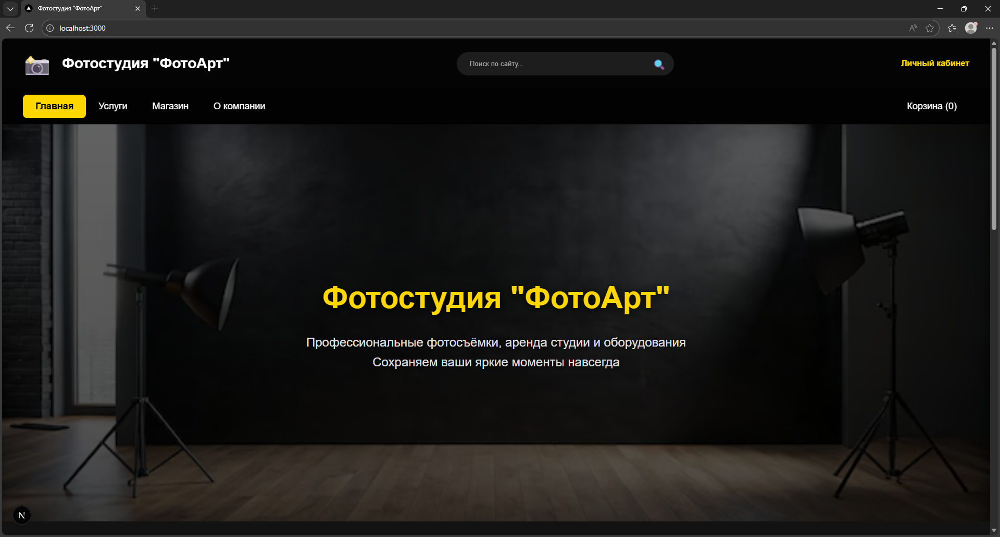 Фотостудия "ФотоАрт"
localhost:3000
Фотостудия "ФотоАрт"
Поиск по сайту...
Личный кабинет
Главная
Услуги
Магазин
О компании
Корзина (0)
Фотостудия "ФотоАрт"
Профессиональные фотосъёмки, аренда студии и оборудования
Сохраняем ваши яркие моменты навсегда
N